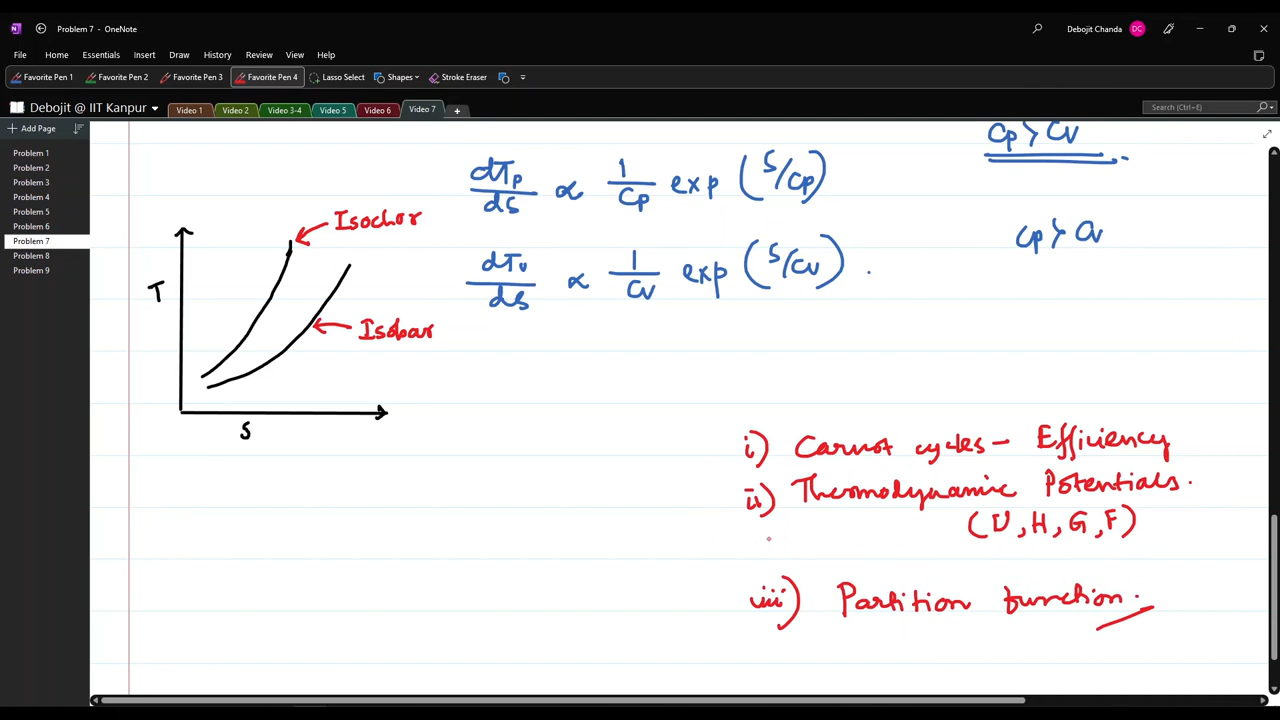 Problem 7 - OneNote
Debojit Chanda
DC
File Home Essentials Insert Draw History Review View Help
Favorite Pen 1 Favorite Pen 2 Favorite Pen 3 Favorite Pen 4 Lasso Select Shapes Stroke Eraser
Debojit @ IIT Kanpur
Video 1 Video 2 Video 3-4 Video 5 Video 6 Video 7 +
Search (Ctrl+E)
Add Page
Problem 1
Problem 2
Problem 3
Problem 4
Problem 5
Problem 6
Problem 7
Problem 8
Problem 9
Cp > Cv
dTp/ds ∝ 1/Cp exp (S/Cp)
Cp > Cv
dTv/ds ∝ 1/Cv exp (S/Cv).
Isochor
T
Isobar
S
i) Carnot cycles - Efficiency
ii) Thermodynamic Potentials.
(U, H, G, F)
iii) Partition function.